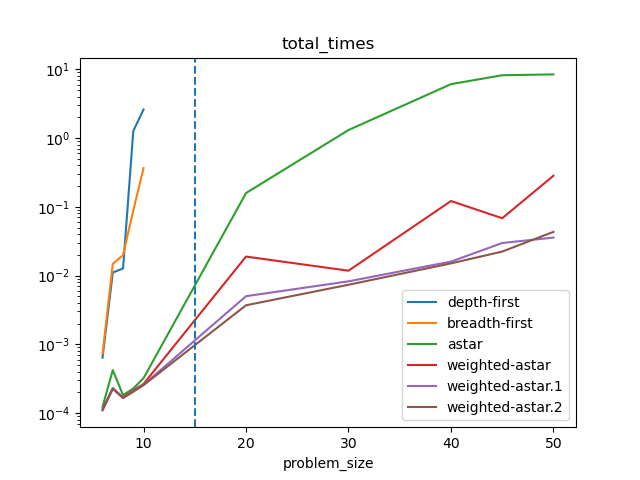 total_times
10^1
10^0
10^-1
10^-2
10^-3
10^-4
10 20 30 40 50
problem_size
depth-first
breadth-first
astar
weighted-astar
weighted-astar.1
weighted-astar.2